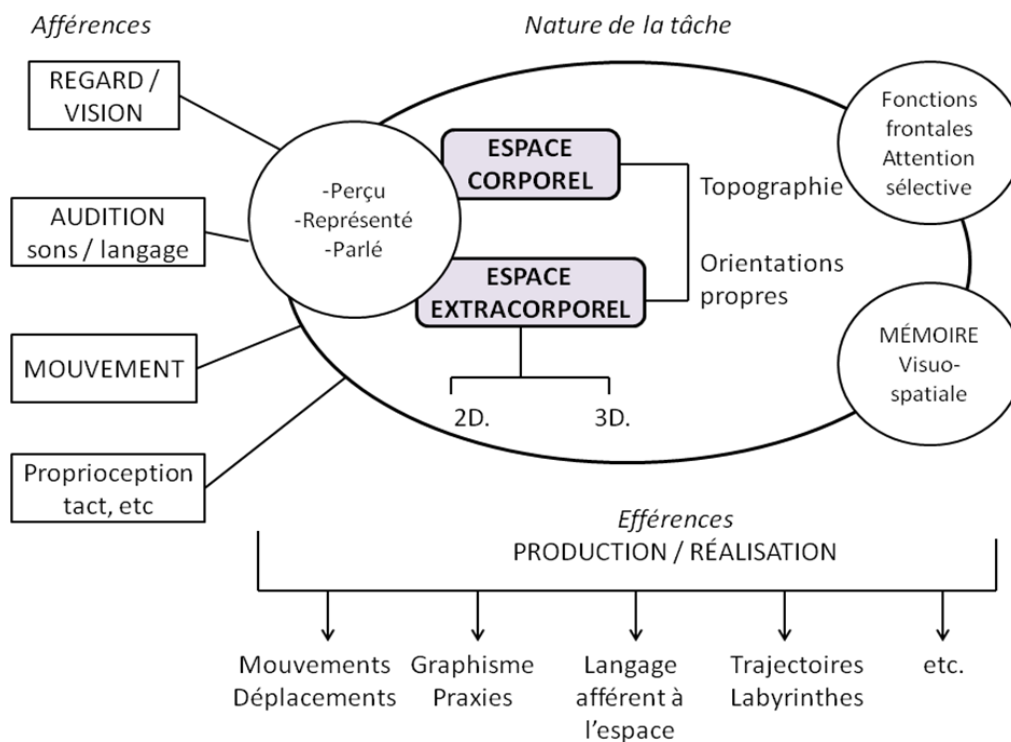 Afférences
Nature de la tâche
REGARD /
VISION
AUDITION
sons / langage
MOUVEMENT
Proprioception
tact, etc
-Perçu
-Représenté
-Parlé
ESPACE
CORPOREL
ESPACE
EXTRACORPOREL
2D.
3D.
Topographie
Orientations
propres
Fonctions
frontales
Attention
sélective
MÉMOIRE
Visuo-
spatiale
Efférences
PRODUCTION / RÉALISATION
Mouvements
Déplacements
Graphisme
Praxies
Langage
afférent à
l'espace
Trajectoires
Labyrinthes
etc.